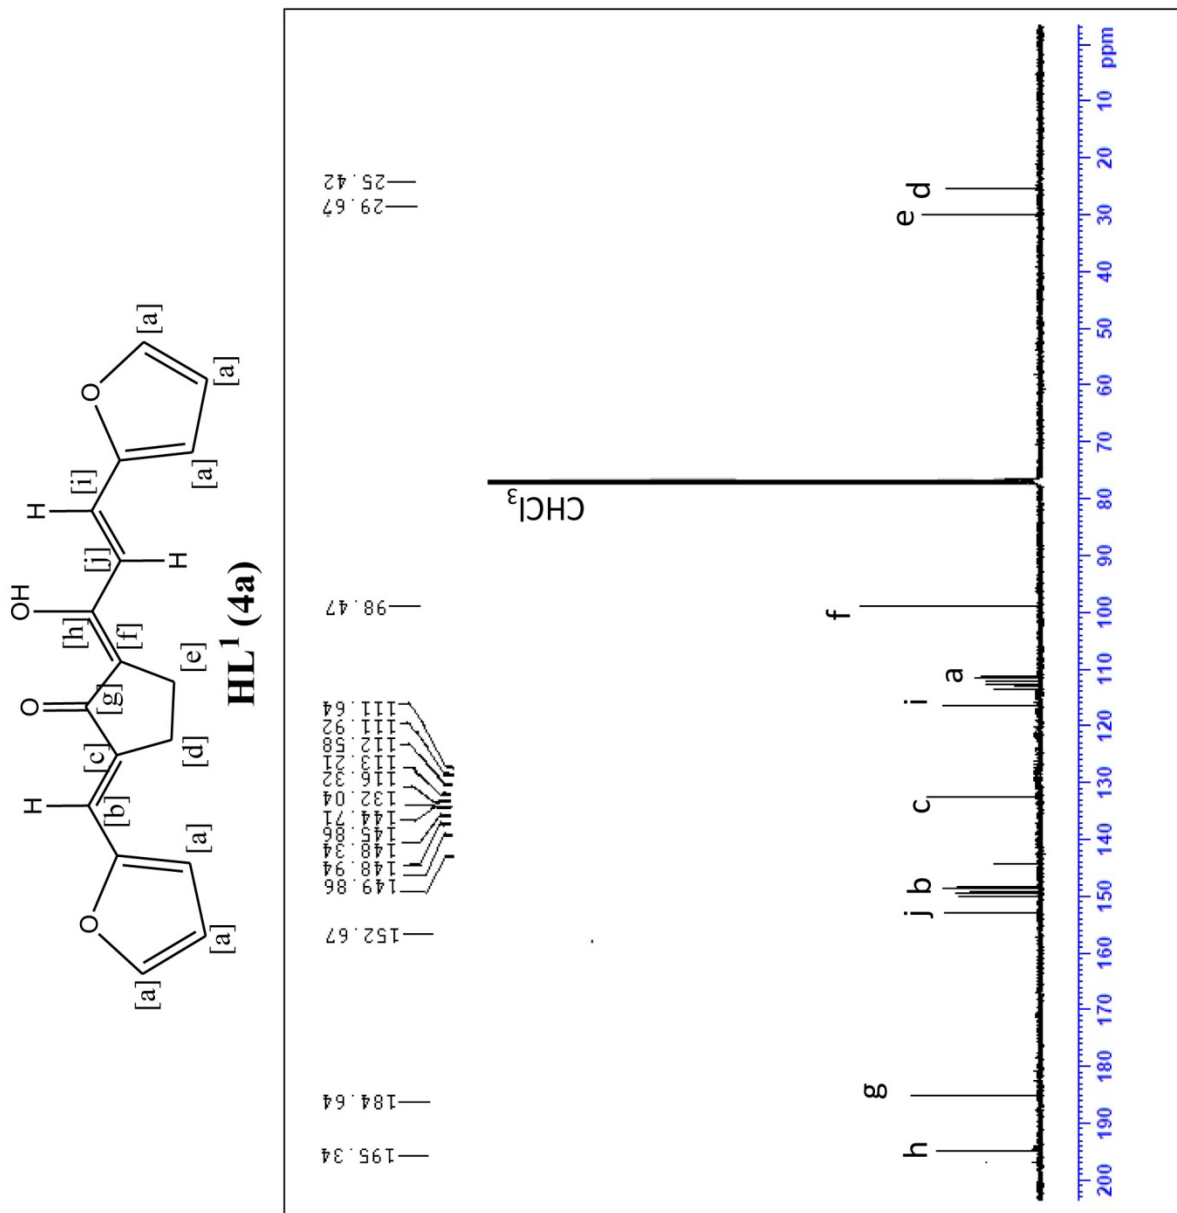 O
H
OH
H
H
O
O
[a]
[a]
[a]
[b]
[c]
[d]
[g]
[e]
[f]
[h]
[j]
[i]
[a]
[a]
[a]
HL¹ (4a)
195.34
184.64
152.67
149.86
148.94
148.34
145.86
144.71
132.04
116.32
113.21
112.58
111.92
111.64
98.47
29.67
25.42
CHCl₃
h
g
j
b
c
i
a
f
e
d
200
190
180
170
160
150
140
130
120
110
100
90
80
70
60
50
40
30
20
10
ppm